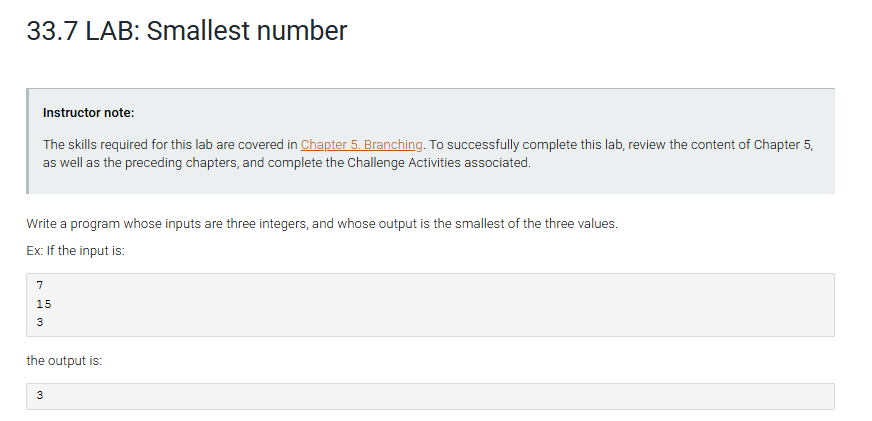 33.7 LAB: Smallest number
Instructor note:
The skills required for this lab are covered in Chapter 5. Branching. To successfully complete this lab, review the content of Chapter 5,
as well as the preceding chapters, and complete the Challenge Activities associated.
Write a program whose inputs are three integers, and whose output is the smallest of the three values.
Ex: If the input is:
7
15
3
the output is:
3